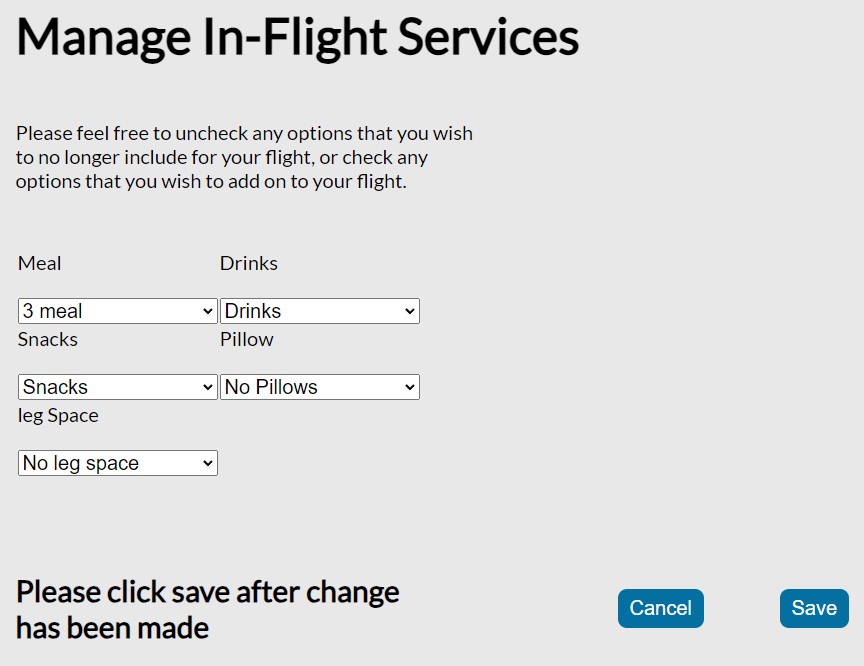 Manage In-Flight Services
Please feel free to uncheck any options that you wish
to no longer include for your flight, or check any
options that you wish to add on to your flight.
Meal Drinks
3 meal Drinks
Snacks Pillow
Snacks No Pillows
leg Space
No leg space
Please click save after change
has been made
Cancel Save